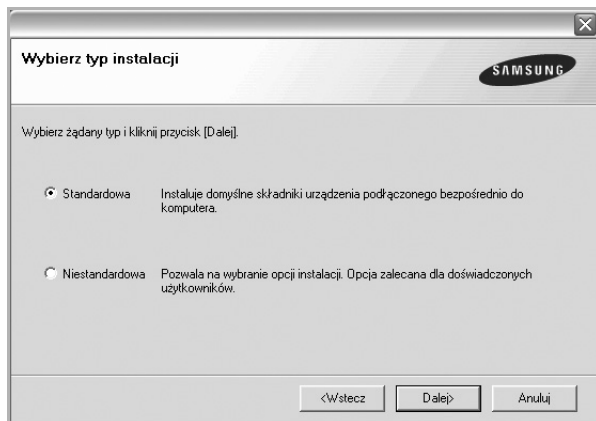 Wybierz typ instalacji
SAMSUNG
Wybierz żądany typ i kliknij przycisk [Dalej].
Standardowa Instaluje domyślne składniki urządzenia podłączonego bezpośrednio do
komputera.
Niestandardowa Pozwala na wybranie opcji instalacji. Opcja zalecana dla doświadczonych
użytkowników.
<Wstecz Dalej> Anuluj